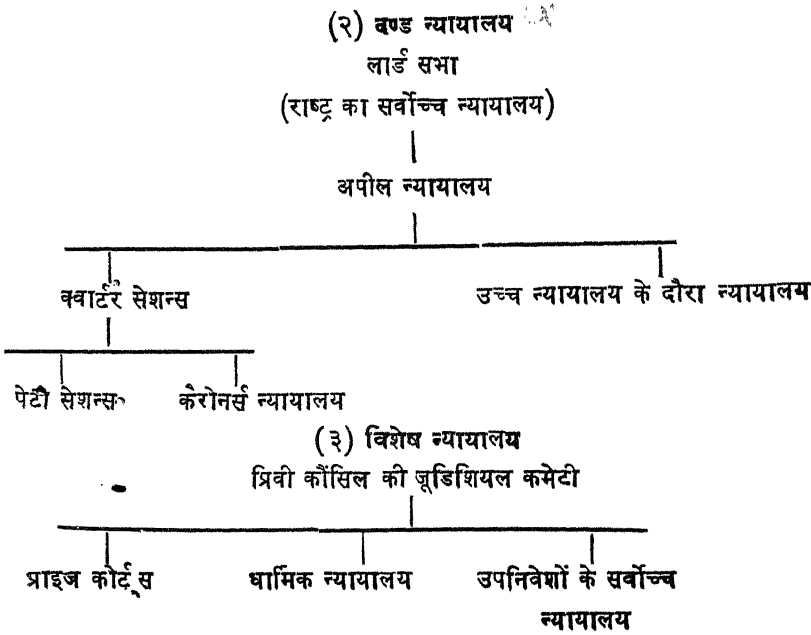 (२) दण्ड न्यायालय
लार्ड सभा
(राष्ट्र का सर्वोच्च न्यायालय)
अपील न्यायालय
क्वार्टर सेशन्स
उच्च न्यायालय के दौरा न्यायालय
पेटी सेशन्स
कैरोनर्स न्यायालय
(३) विशेष न्यायालय
प्रिवी कौंसिल की जूडिशियल कमेटी
प्राइज कोर्ट्स
धार्मिक न्यायालय
उपनिवेशों के सर्वोच्च
न्यायालय